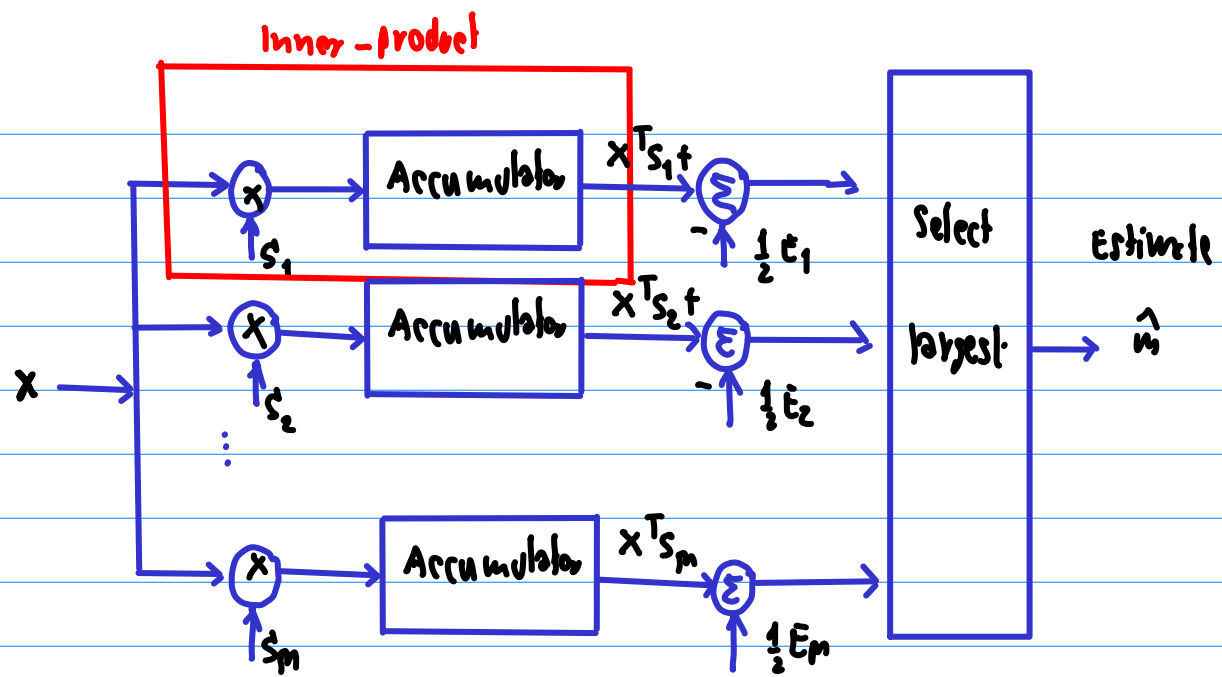 Inner-product
Accumulator
X^T S_1 +
X
Σ
Select
S_1
-
1/2 E_1
Estimate
Accumulator
X^T S_2 +
X
Σ
largest.
m̂
X
S_2
-
1/2 E_2
⋮
Accumulator
X^T S_m
X
Σ
S_m
1/2 E_m